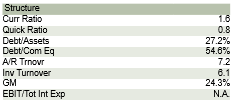 Structure
Curr Ratio 1.6
Quick Ratio 0.8
Debt/Assets 27.2%
Debt/Com Eq 54.6%
A/R Trnovr 7.2
Inv Turnover 6.1
GM 24.3%
EBIT/Tot Int Exp N.A.